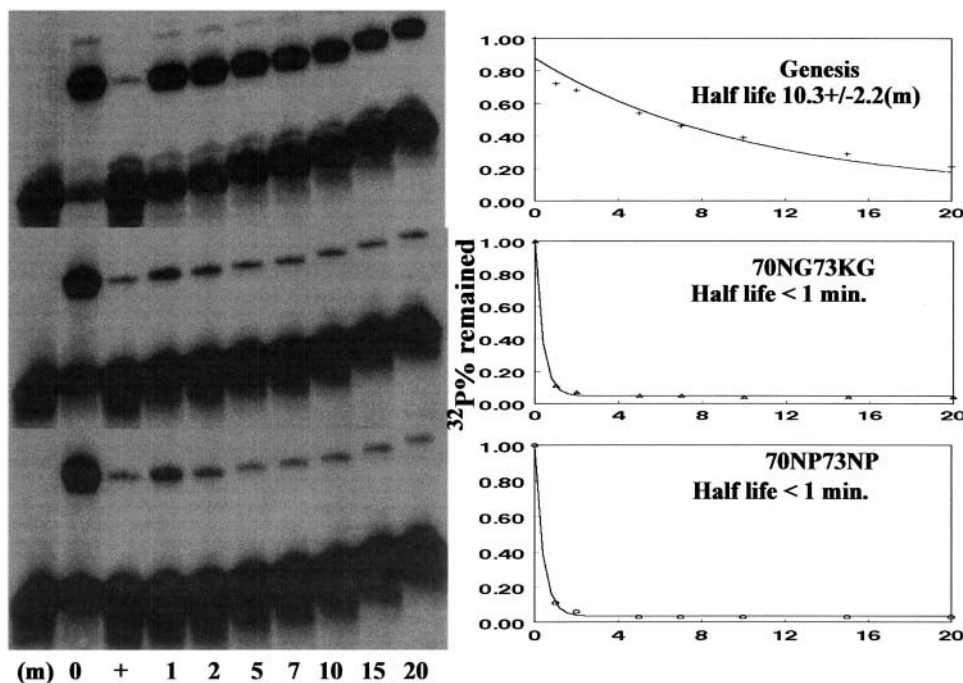 1.00
0.80
0.60
0.40
0.20
0.00
0 4 8 12 16 20
Genesis
Half life 10.3+/-2.2(m)
1.00
0.80
0.60
0.40
0.20
0.00
0 4 8 12 16 20
70NG73KG
Half life < 1 min.
32P% remained
1.00
0.80
0.60
0.40
0.20
0.00
0 4 8 12 16 20
70NP73NP
Half life < 1 min.
(m) 0 + 1 2 5 7 10 15 20